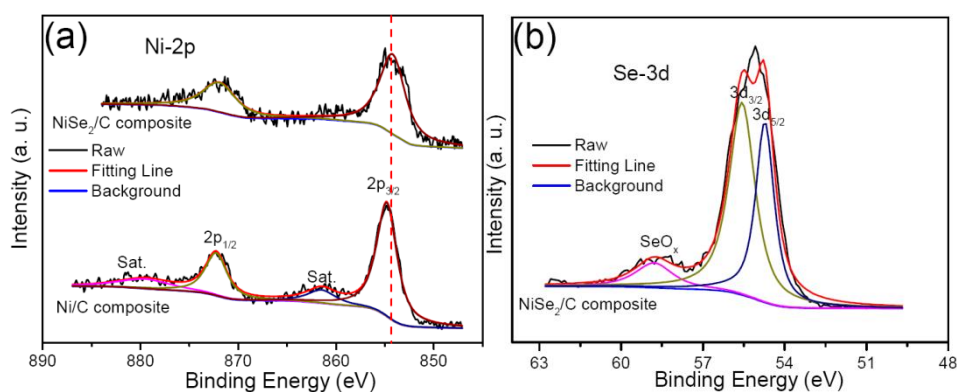 (a)
Ni-2p
NiSe₂/C composite
Raw
Fitting Line
Background
2p₃/₂
2p₁/₂
Sat.
Sat.
Ni/C composite
Intensity (a. u.)
890 880 870 860 850
Binding Energy (eV)
(b)
Se-3d
3d₃/₂
3d₅/₂
Raw
Fitting Line
Background
SeOₓ
NiSe₂/C composite
Intensity (a. u.)
63 60 57 54 51 48
Binding Energy (eV)